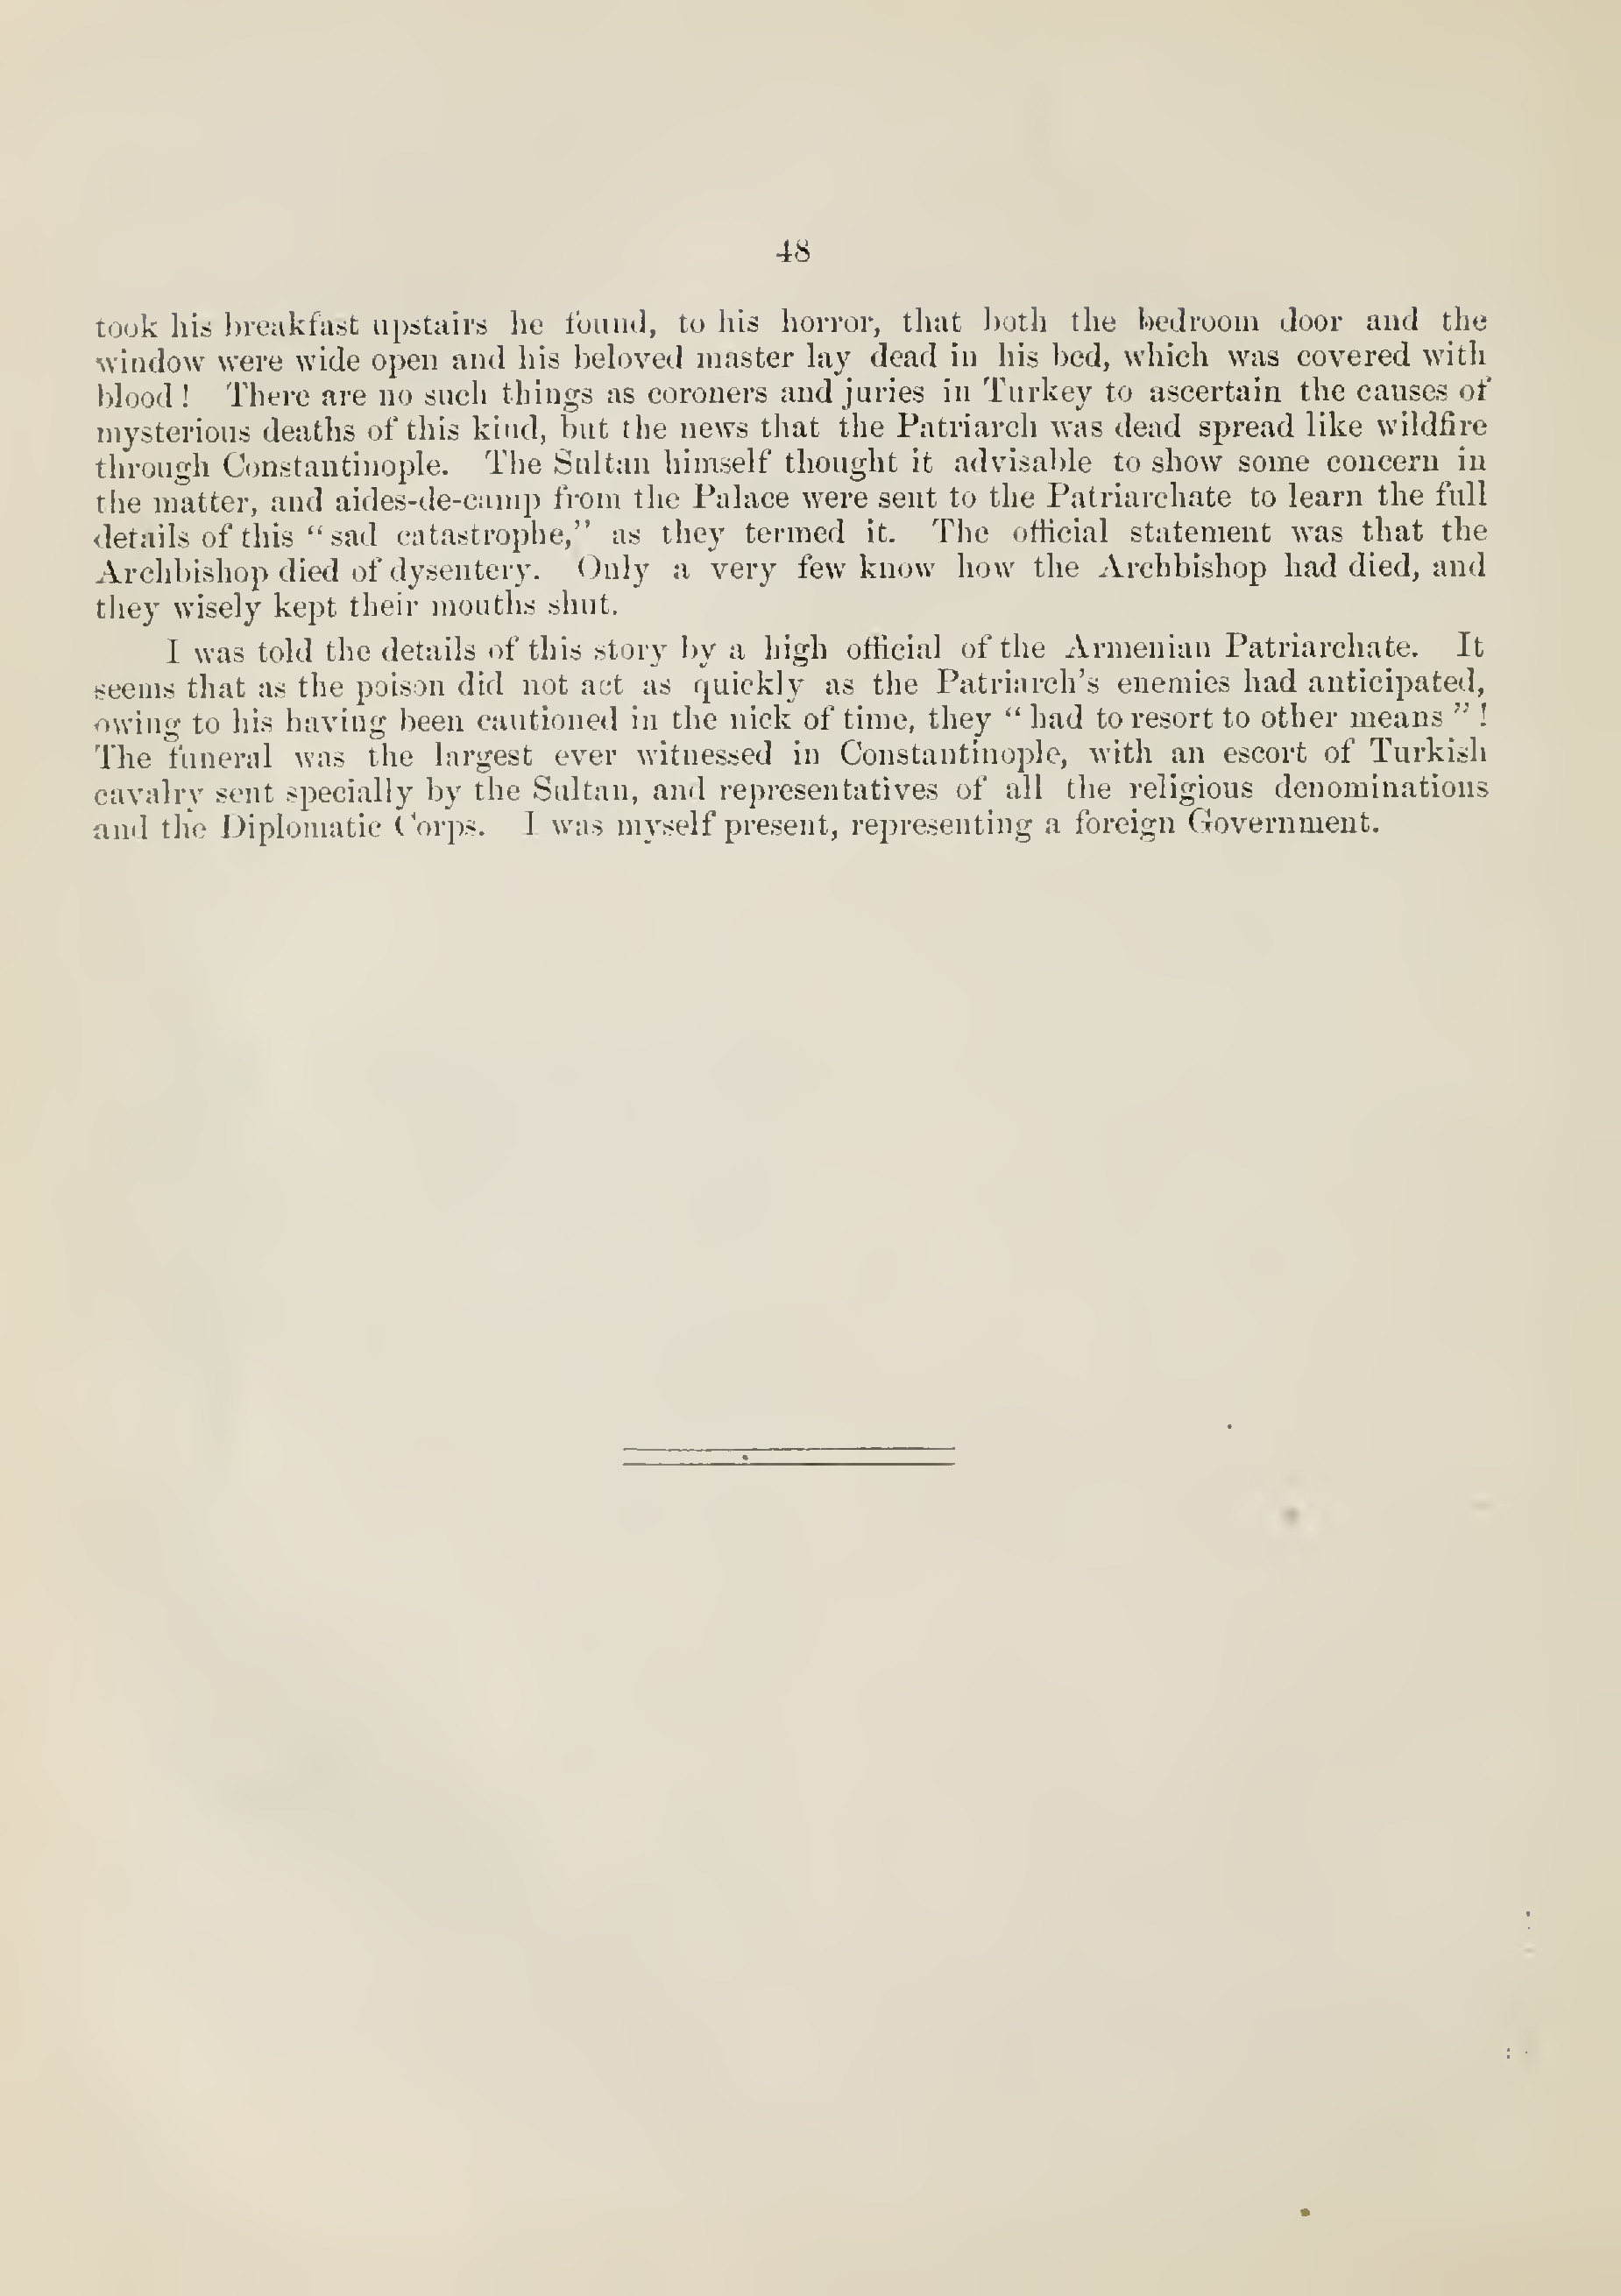 48
took his breakfast upstairs he found, to his horror, that both the bedroom door and the
window were wide open and his beloved master lay dead in his bed, which was covered with
blood ! There are no such things as coroners and juries in Turkey to ascertain the causes of
mysterious deaths of this kind, but the news that the Patriarch was dead spread like wildfire
through Constantinople. The Sultan himself thought it advisable to show some concern in
the matter, and aides-de-camp from the Palace were sent to the Patriarchate to learn the full
details of this “ sad catastrophe,” as they termed it. The official statement was that the
Archbishop died of dysentery. Only a very few know how the Archbishop had died, and
they wisely kept their mouths shut.
I was told the details of this story by a high official of the Armenian Patriarchate. It
seems that as the poison did not act as quickly as the Patriarch’s enemies had anticipated,
owing to his having been cautioned in the nick of time, they “ had to resort to other means ” !
The funeral was the largest ever witnessed in Constantinople, with an escort of Turkish
cavalry sent specially by the Sultan, and representatives of all the religious denominations
and the Diplomatic Corps. I was myself present, representing a foreign Government.